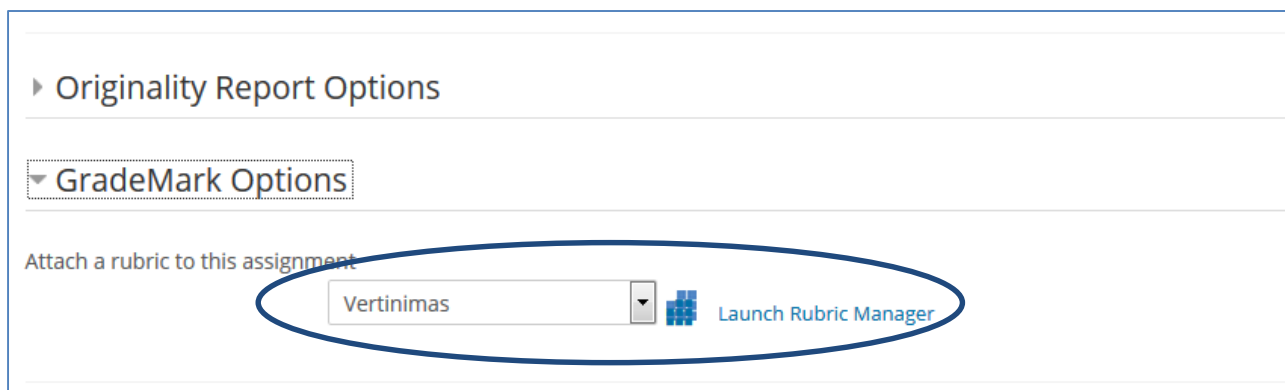 Originality Report Options
GradeMark Options
Attach a rubric to this assignment
Vertinimas
Launch Rubric Manager